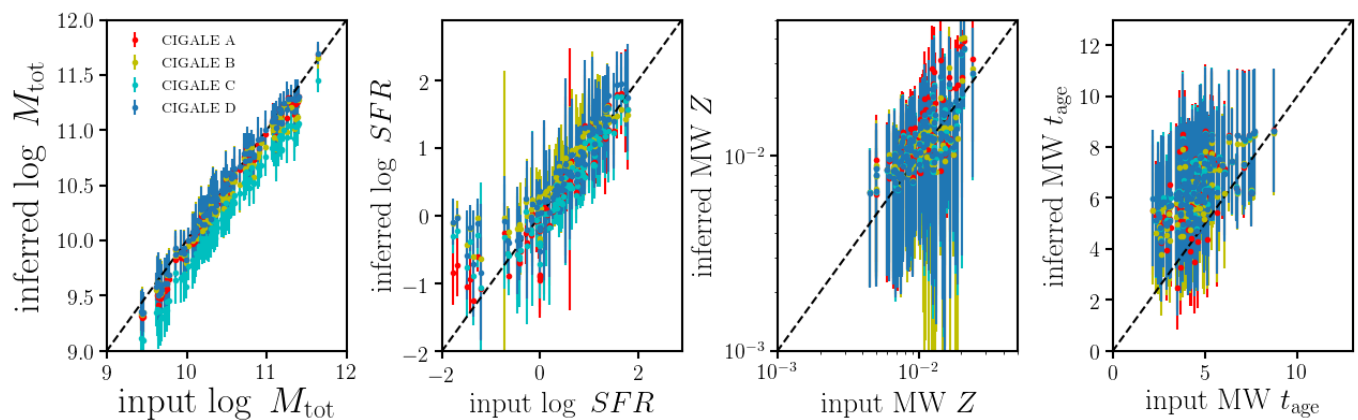 inferred log M_tot
12.0
11.5
11.0
10.5
10.0
9.5
9.0
CIGALE A
CIGALE B
CIGALE C
CIGALE D
9 10 11 12
input log M_tot
inferred log SFR
2
1
0
−1
−2
−2 0 2
input log SFR
inferred MW Z
10^−2
10^−3
10^−3 10^−2
input MW Z
inferred MW t_age
12
10
8
6
4
2
0
0 5 10
input MW t_age